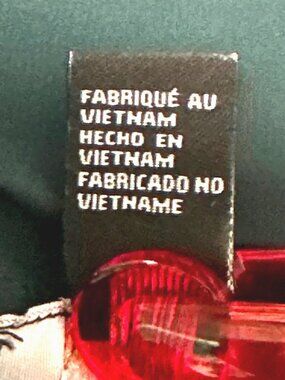 FABRIQUÉ AU
VIETNAM
HECHO EN
VIETNAM
FABRICADO NO
VIETNAME